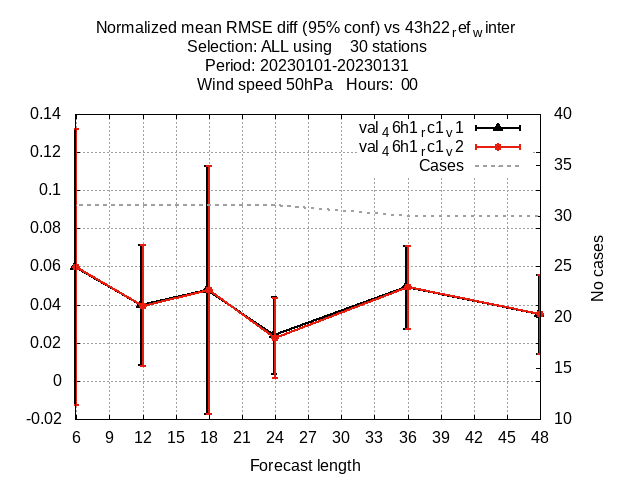 Normalized mean RMSE diff (95% conf) vs 43h22refwinter
Selection: ALL using 30 stations
Period: 20230101-20230131
Wind speed 50hPa Hours: 00
val46h1rc1v1
val46h1rc1v2
Cases
0.14
0.12
0.1
0.08
0.06
0.04
0.02
0
-0.02
40
35
30
25
20
15
10
No cases
6 9 12 15 18 21 24 27 30 33 36 39 42 45 48
Forecast length